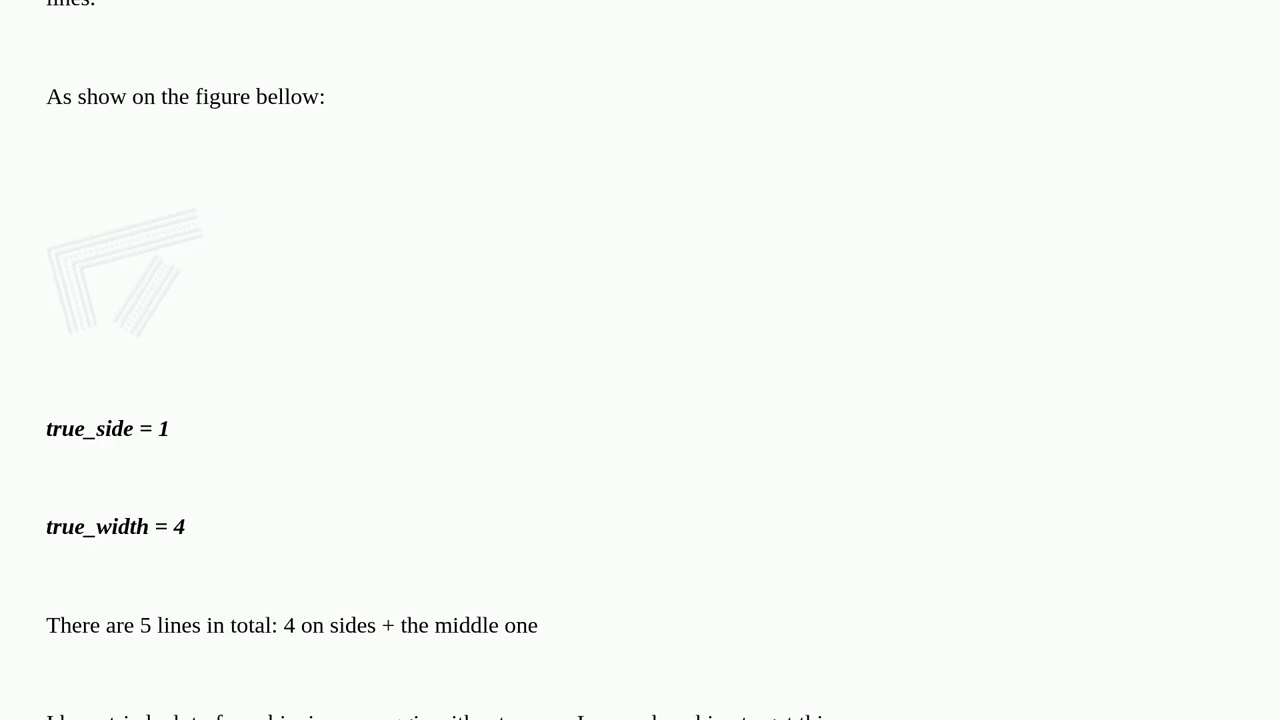 lines.
As show on the figure bellow:
true_side = 1
true_width = 4
There are 5 lines in total: 4 on sides + the middle one